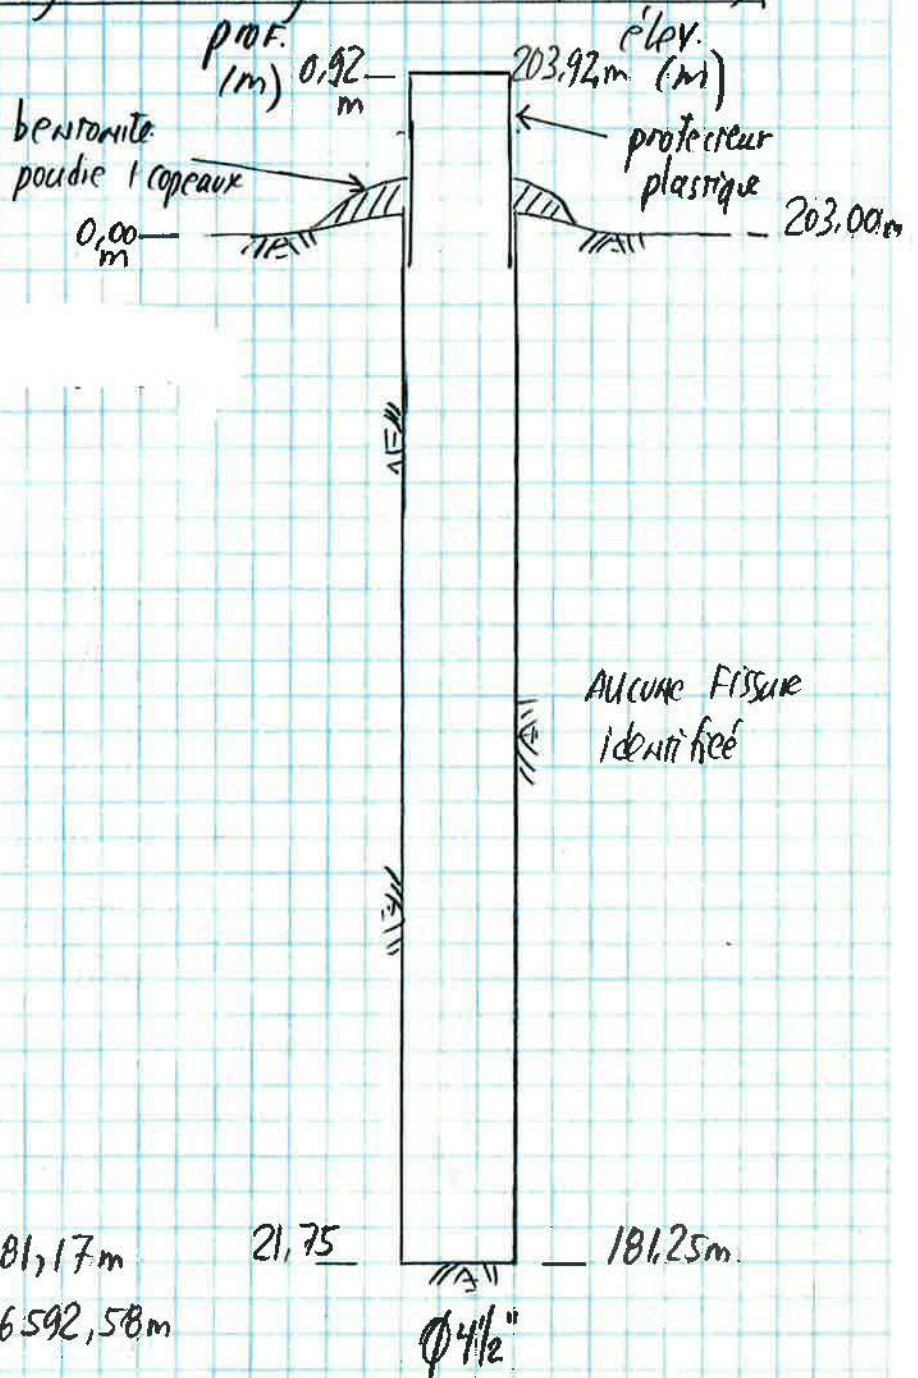 prof.
(m)
0,92
m
élev.
(m)
203,92m
bentonite
poudre / copeaux
protecteur
plastique
0,00
m
203,00m
AUCUNE Fissure
identifiée
21,75
181,25m.
81,17m
6592,58m
Ø 4½"